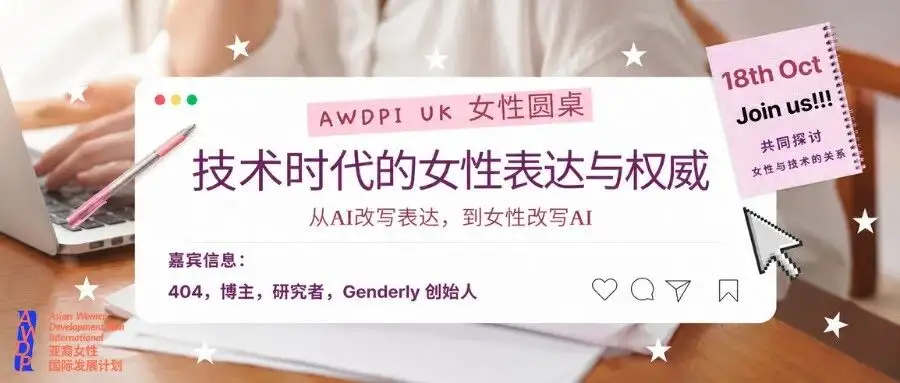 AWDPI UK 女性圆桌
技术时代的女性表达与权威
从AI改写表达，到女性改写AI
嘉宾信息：
404，博主，研究者，Genderly 创始人
18th Oct
Join us!!!
共同探讨
女性与技术的关系
AWDP
Asian Women
Development
International
亚裔女性
国际发展计划